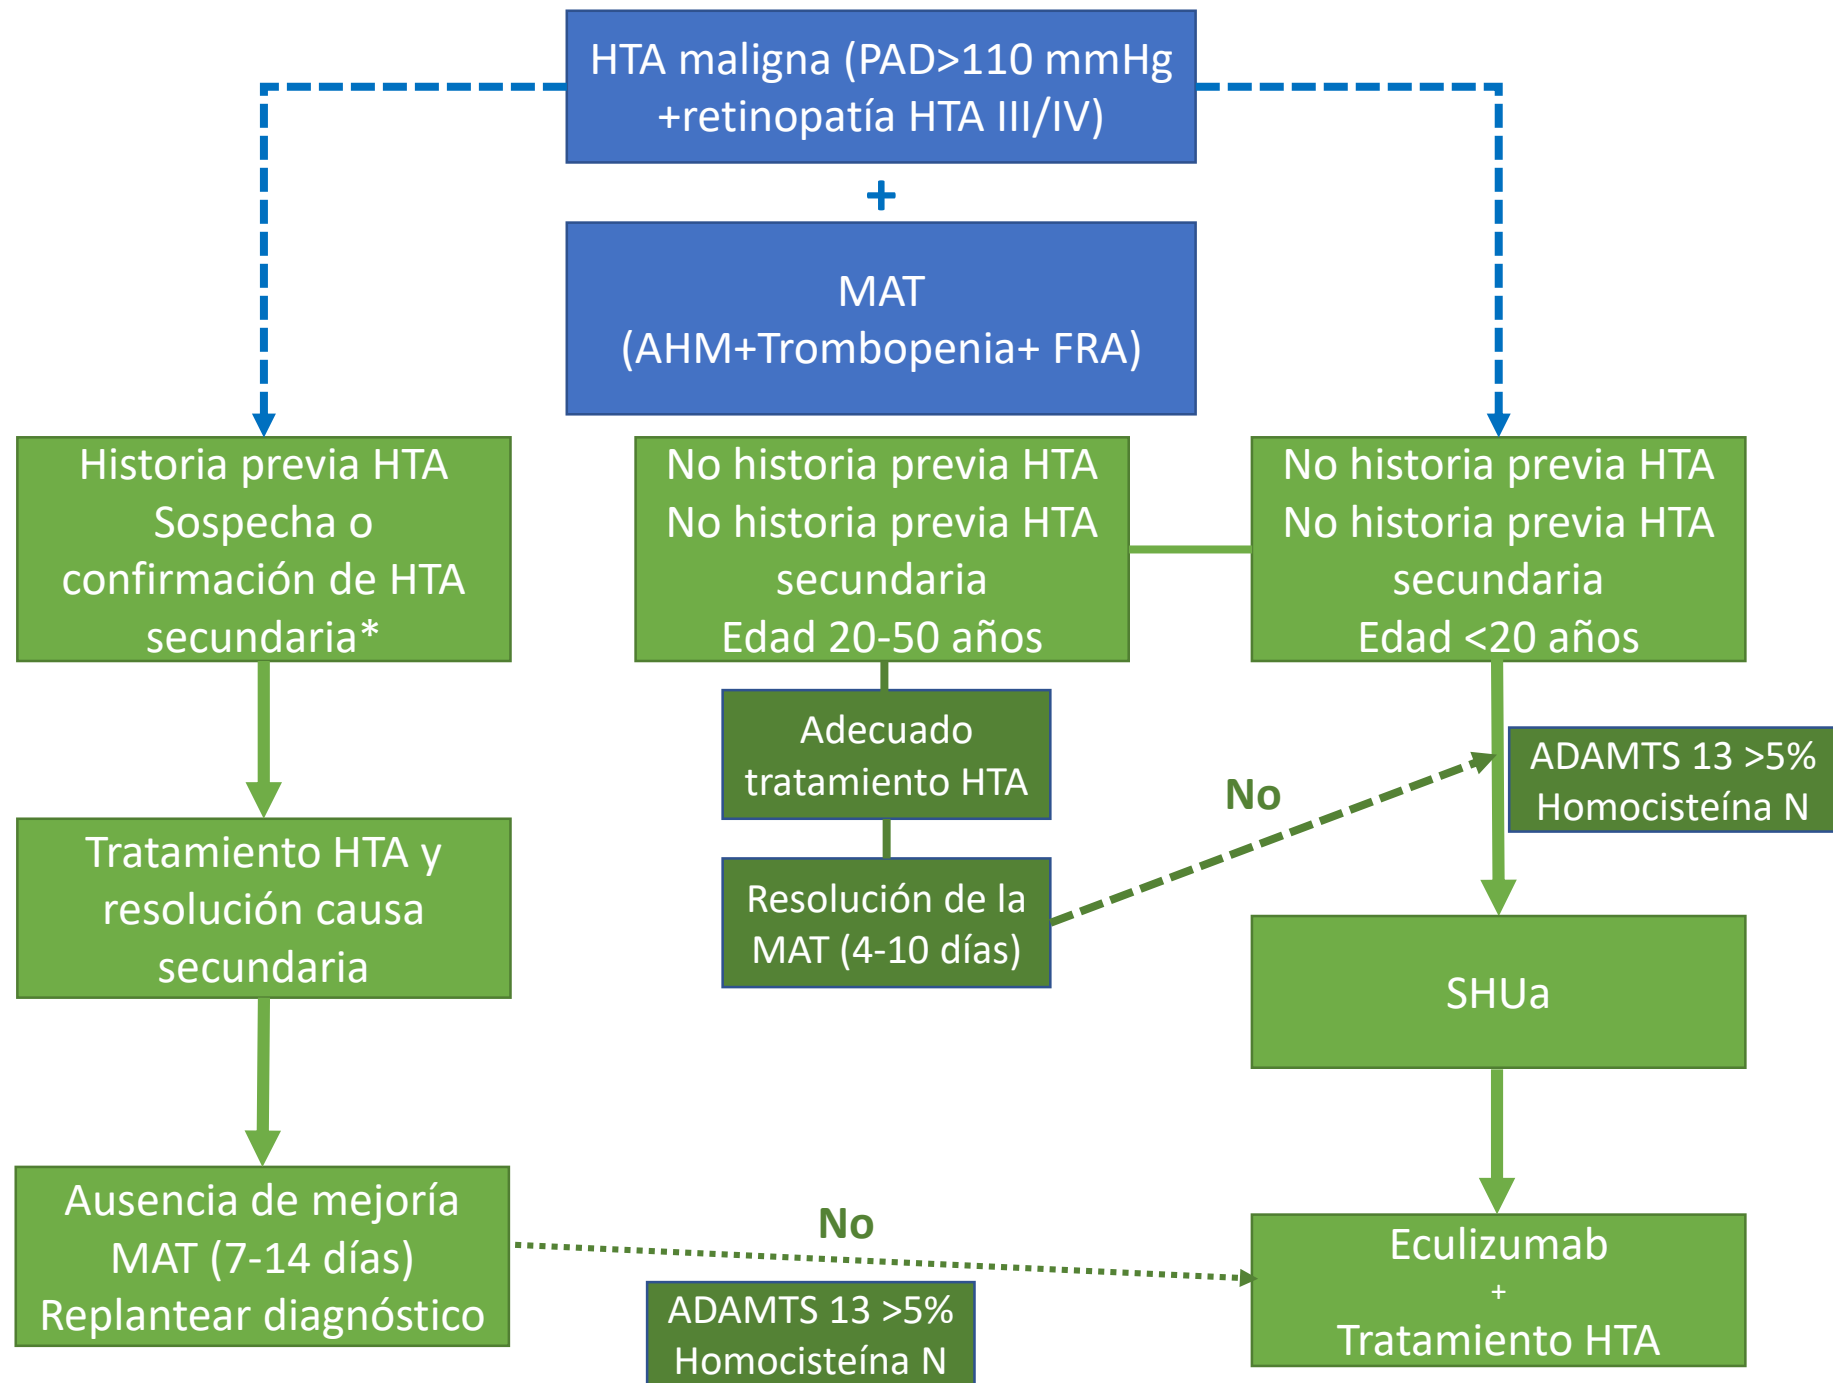 HTA maligna (PAD>110 mmHg
+retinopatía HTA III/IV)
+
MAT
(AHM+Trombopenia+ FRA)
Historia previa HTA
Sospecha o
confirmación de HTA
secundaria*
No historia previa HTA
No historia previa HTA
secundaria
Edad 20-50 años
No historia previa HTA
No historia previa HTA
secundaria
Edad <20 años
Adecuado
tratamiento HTA
Resolución de la
MAT (4-10 días)
No
ADAMTS 13 >5%
Homocisteína N
Tratamiento HTA y
resolución causa
secundaria
SHUa
Ausencia de mejoría
MAT (7-14 días)
Replantear diagnóstico
No
ADAMTS 13 >5%
Homocisteína N
Eculizumab
+
Tratamiento HTA